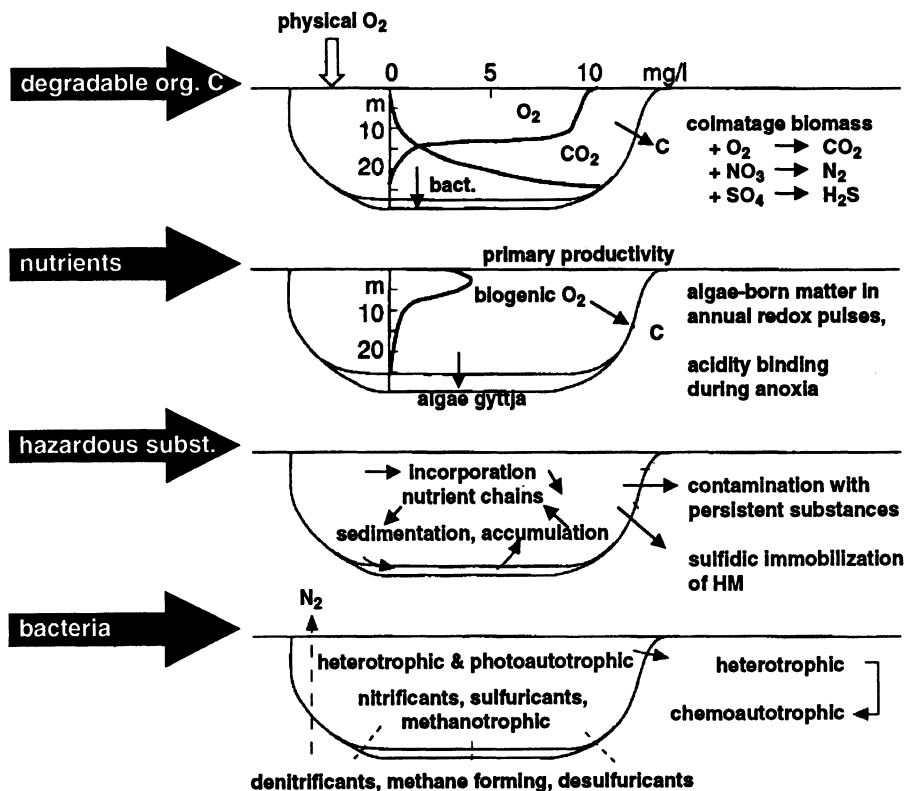 physical O₂
degradable org. C
0 5 10 mg/l
m
10
20
O₂
CO₂
bact.
C
colmatage biomass
+ O₂ → CO₂
+ NO₃ → N₂
+ SO₄ → H₂S
nutrients
primary productivity
m
10
20
biogenic O₂
C
algae gyttja
algae-born matter in
annual redox pulses,
acidity binding
during anoxia
hazardous subst.
incorporation
nutrient chains
sedimentation, accumulation
contamination with
persistent substances
sulfidic immobilization
of HM
bacteria
N₂
heterotrophic & photoautotrophic
nitrificants, sulfuricants,
methanotrophic
denitrificants, methane forming, desulfuricants
heterotrophic
chemoautotrophic